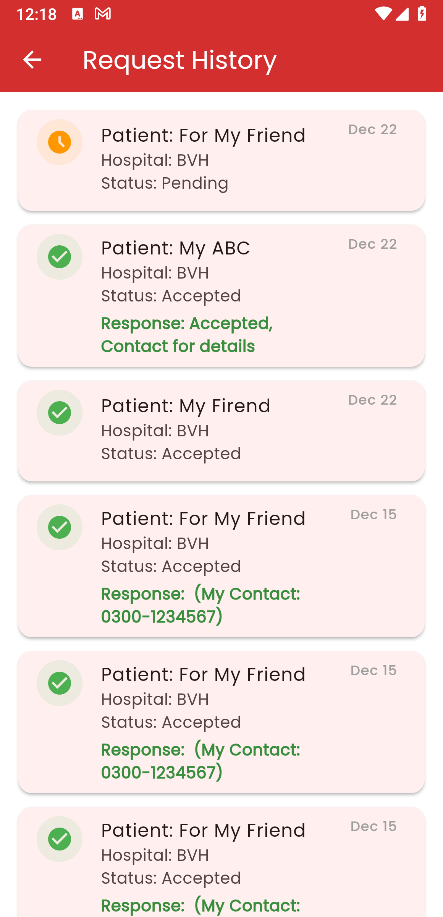 12:18
Request History
Patient: For My Friend
Dec 22
Hospital: BVH
Status: Pending
Patient: My ABC
Dec 22
Hospital: BVH
Status: Accepted
Response: Accepted,
Contact for details
Patient: My Firend
Dec 22
Hospital: BVH
Status: Accepted
Patient: For My Friend
Dec 15
Hospital: BVH
Status: Accepted
Response:  (My Contact:
0300-1234567)
Patient: For My Friend
Dec 15
Hospital: BVH
Status: Accepted
Response:  (My Contact:
0300-1234567)
Patient: For My Friend
Dec 15
Hospital: BVH
Status: Accepted
Response:  (My Contact: